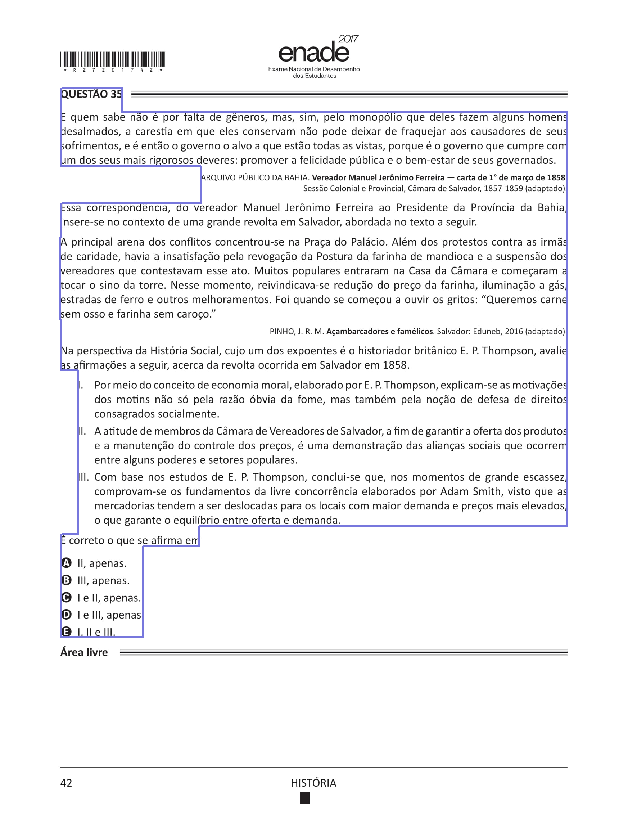 *R2720174 2*
2017
enade
Exame Nacional de Desempenho
dos Estudantes
QUESTÃO 35
E quem sabe não é por falta de gêneros, mas, sim, pelo monopólio que deles fazem alguns homens
desalmados, a carestia em que eles conservam não pode deixar de fraquejar aos causadores de seus
sofrimentos, e é então o governo o alvo a que estão todas as vistas, porque é o governo que cumpre com
um dos seus mais rigorosos deveres: promover a felicidade pública e o bem-estar de seus governados.
ARQUIVO PÚBLICO DA BAHIA. Vereador Manuel Jerônimo Ferreira — carta de 1° de março de 1858.
Sessão Colonial e Provincial, Câmara de Salvador, 1857-1859 (adaptado).
Essa correspondência, do vereador Manuel Jerônimo Ferreira ao Presidente da Província da Bahia,
insere-se no contexto de uma grande revolta em Salvador, abordada no texto a seguir.
A principal arena dos conflitos concentrou-se na Praça do Palácio. Além dos protestos contra as irmãs
de caridade, havia a insatisfação pela revogação da Postura da farinha de mandioca e a suspensão dos
vereadores que contestavam esse ato. Muitos populares entraram na Casa da Câmara e começaram a
tocar o sino da torre. Nesse momento, reivindicava-se redução do preço da farinha, iluminação a gás,
estradas de ferro e outros melhoramentos. Foi quando se começou a ouvir os gritos: “Queremos carne
sem osso e farinha sem caroço.”
PINHO, J. R. M. Açambarcadores e famélicos. Salvador: Eduneb, 2016 (adaptado).
Na perspectiva da História Social, cujo um dos expoentes é o historiador britânico E. P. Thompson, avalie
as afirmações a seguir, acerca da revolta ocorrida em Salvador em 1858.
I. Por meio do conceito de economia moral, elaborado por E. P. Thompson, explicam-se as motivações
dos motins não só pela razão óbvia da fome, mas também pela noção de defesa de direitos
consagrados socialmente.
II. A atitude de membros da Câmara de Vereadores de Salvador, a fim de garantir a oferta dos produtos
e a manutenção do controle dos preços, é uma demonstração das alianças sociais que ocorrem
entre alguns poderes e setores populares.
III. Com base nos estudos de E. P. Thompson, conclui-se que, nos momentos de grande escassez,
comprovam-se os fundamentos da livre concorrência elaborados por Adam Smith, visto que as
mercadorias tendem a ser deslocadas para os locais com maior demanda e preços mais elevados,
o que garante o equilíbrio entre oferta e demanda.
É correto o que se afirma em
A II, apenas.
B III, apenas.
C I e II, apenas.
D I e III, apenas.
E I, II e III.
Área livre
42
HISTÓRIA